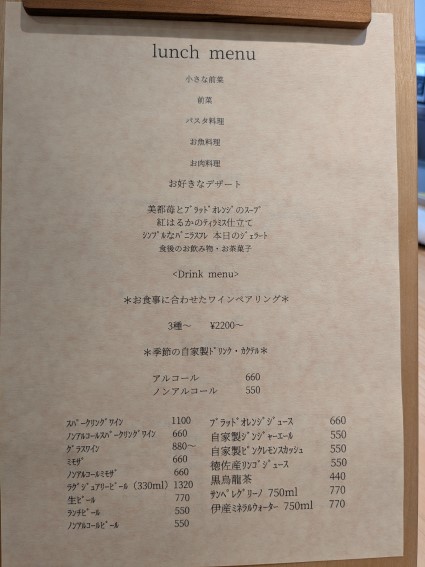 lunch menu
小さな前菜
前菜
パスタ料理
お魚料理
お肉料理
お好きなデザート
美都苺とﾌﾞﾗｯﾄﾞｵﾚﾝｼﾞのｽｰﾌﾟ
紅はるかのﾃｨﾗﾐｽ仕立て
ｼﾝﾌﾟﾙなﾊﾞﾆﾗｽﾌﾚ 本日のｼﾞｪﾗｰﾄ
食後のお飲み物・お茶菓子
<Drink menu>
＊お食事に合わせたワインペアリング＊
3種～ ¥2200~
＊季節の自家製ﾄﾞﾘﾝｸ・ｶｸﾃﾙ＊
アルコール 660
ノンアルコール 550
ｽﾊﾟｰｸﾘﾝｸﾞﾜｲﾝ 1100
ﾉﾝｱﾙｺｰﾙｽﾊﾟｰｸﾘﾝｸﾞﾜｲﾝ 660
ｸﾞﾗｽﾜｲﾝ 880～
ﾐﾓｻﾞ 660
ﾉﾝｱﾙｺｰﾙﾐﾓｻﾞ 660
ﾗｸﾞｼﾞｭｱﾘｰﾋﾞｰﾙ (330ml) 1320
生ﾋﾞｰﾙ 770
ﾗﾝﾁﾋﾞｰﾙ 550
ﾉﾝｱﾙｺｰﾙﾋﾞｰﾙ 550
ﾌﾞﾗｯﾄﾞｵﾚﾝｼﾞジュース 660
自家製ｼﾞﾝｼﾞｬｰエール 550
自家製ﾋﾟﾝｸﾚﾓﾝｽｶｯｼｭ 550
徳佐産ﾘﾝｺﾞｼﾞｭｰｽ 550
黒烏龍茶 440
ｻﾝﾍﾟﾚｸﾞﾘーﾉ 750ml 770
伊産ﾐﾈﾗﾙｳｫｰﾀｰ 750ml 770